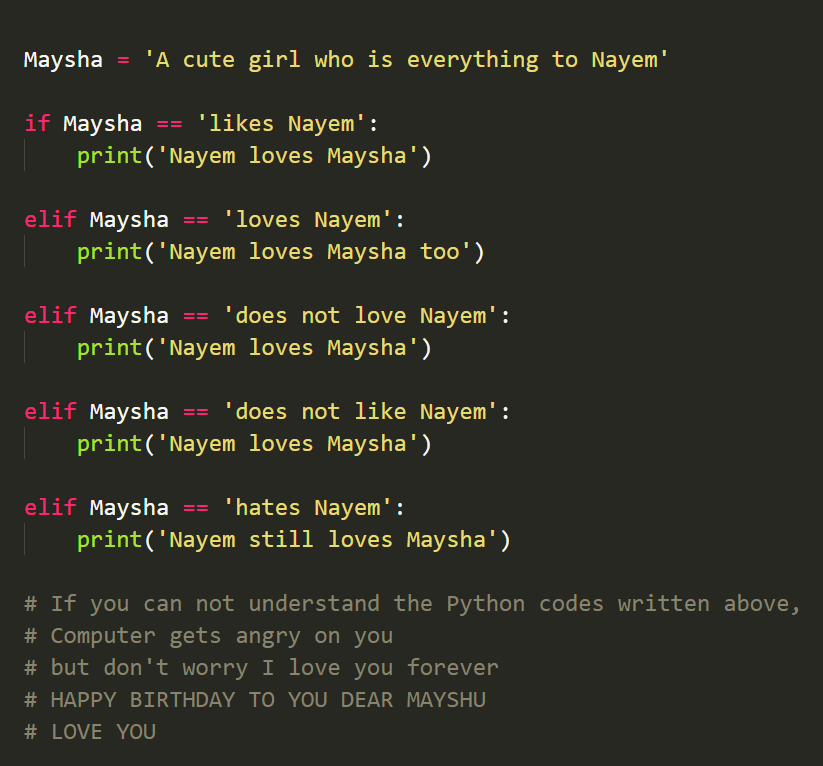 Maysha = 'A cute girl who is everything to Nayem'
if Maysha == 'likes Nayem':
    print('Nayem loves Maysha')
elif Maysha == 'loves Nayem':
    print('Nayem loves Maysha too')
elif Maysha == 'does not love Nayem':
    print('Nayem loves Maysha')
elif Maysha == 'does not like Nayem':
    print('Nayem loves Maysha')
elif Maysha == 'hates Nayem':
    print('Nayem still loves Maysha')
# If you can not understand the Python codes written above,
# Computer gets angry on you
# but don't worry I love you forever
# HAPPY BIRTHDAY TO YOU DEAR MAYSHU
# LOVE YOU